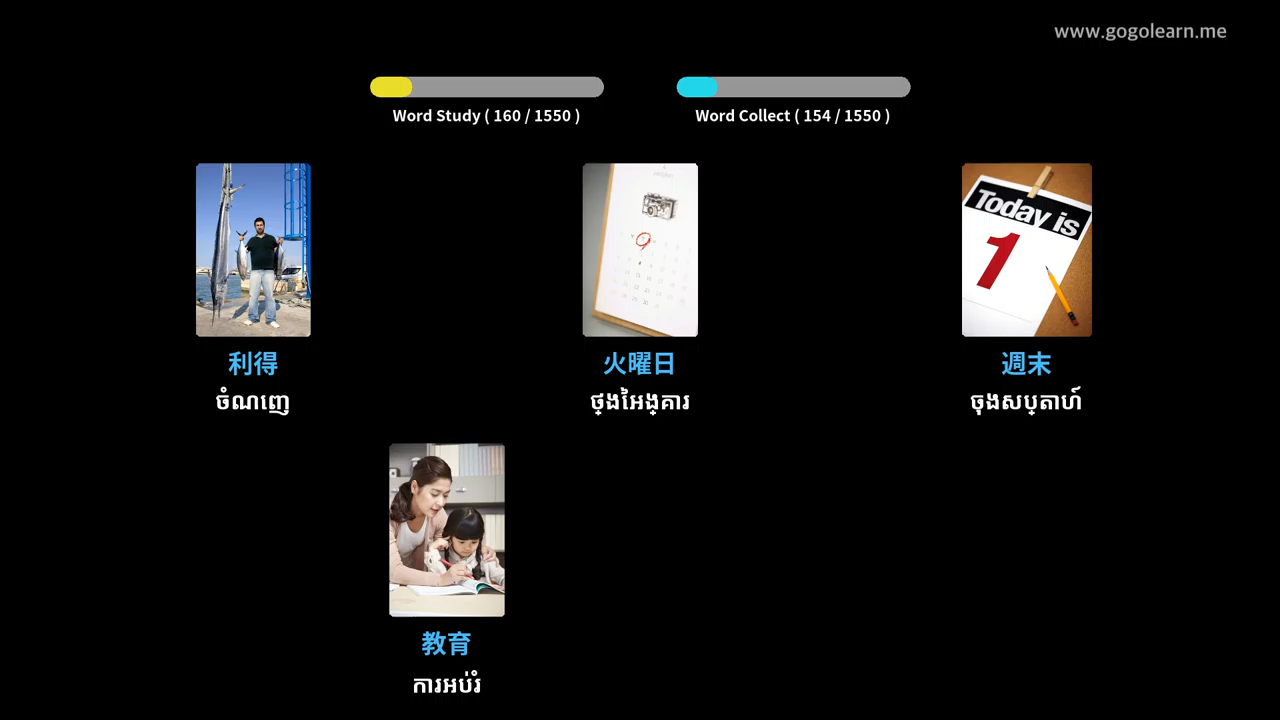 www.gogolearn.me
Word Study ( 160 / 1550 )
Word Collect ( 154 / 1550 )
Today is
1
利得
火曜日
週末
ចំណញេ
ថ្ងអៃង្គារ
ចុងសប្តាហ៍
教育
ការអប់រំ